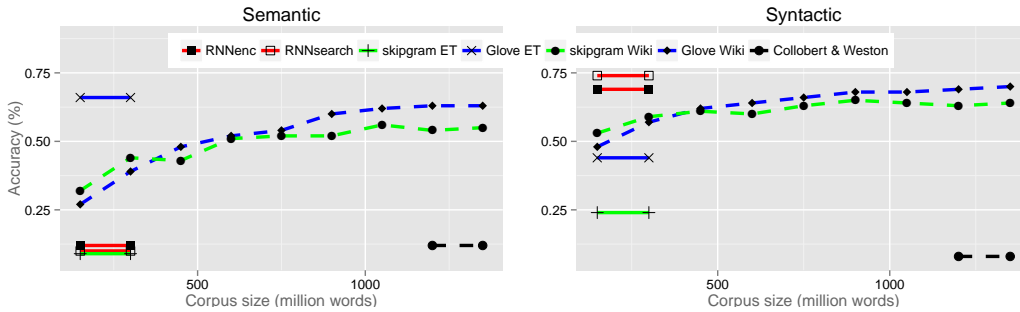 Semantic
Syntactic
RNNenc RNNsearch skipgram ET Glove ET skipgram Wiki Glove Wiki Collobert & Weston
Accuracy (%)
0.75
0.50
0.25
0.75
0.50
0.25
500 1000
500 1000
Corpus size (million words)
Corpus size (million words)